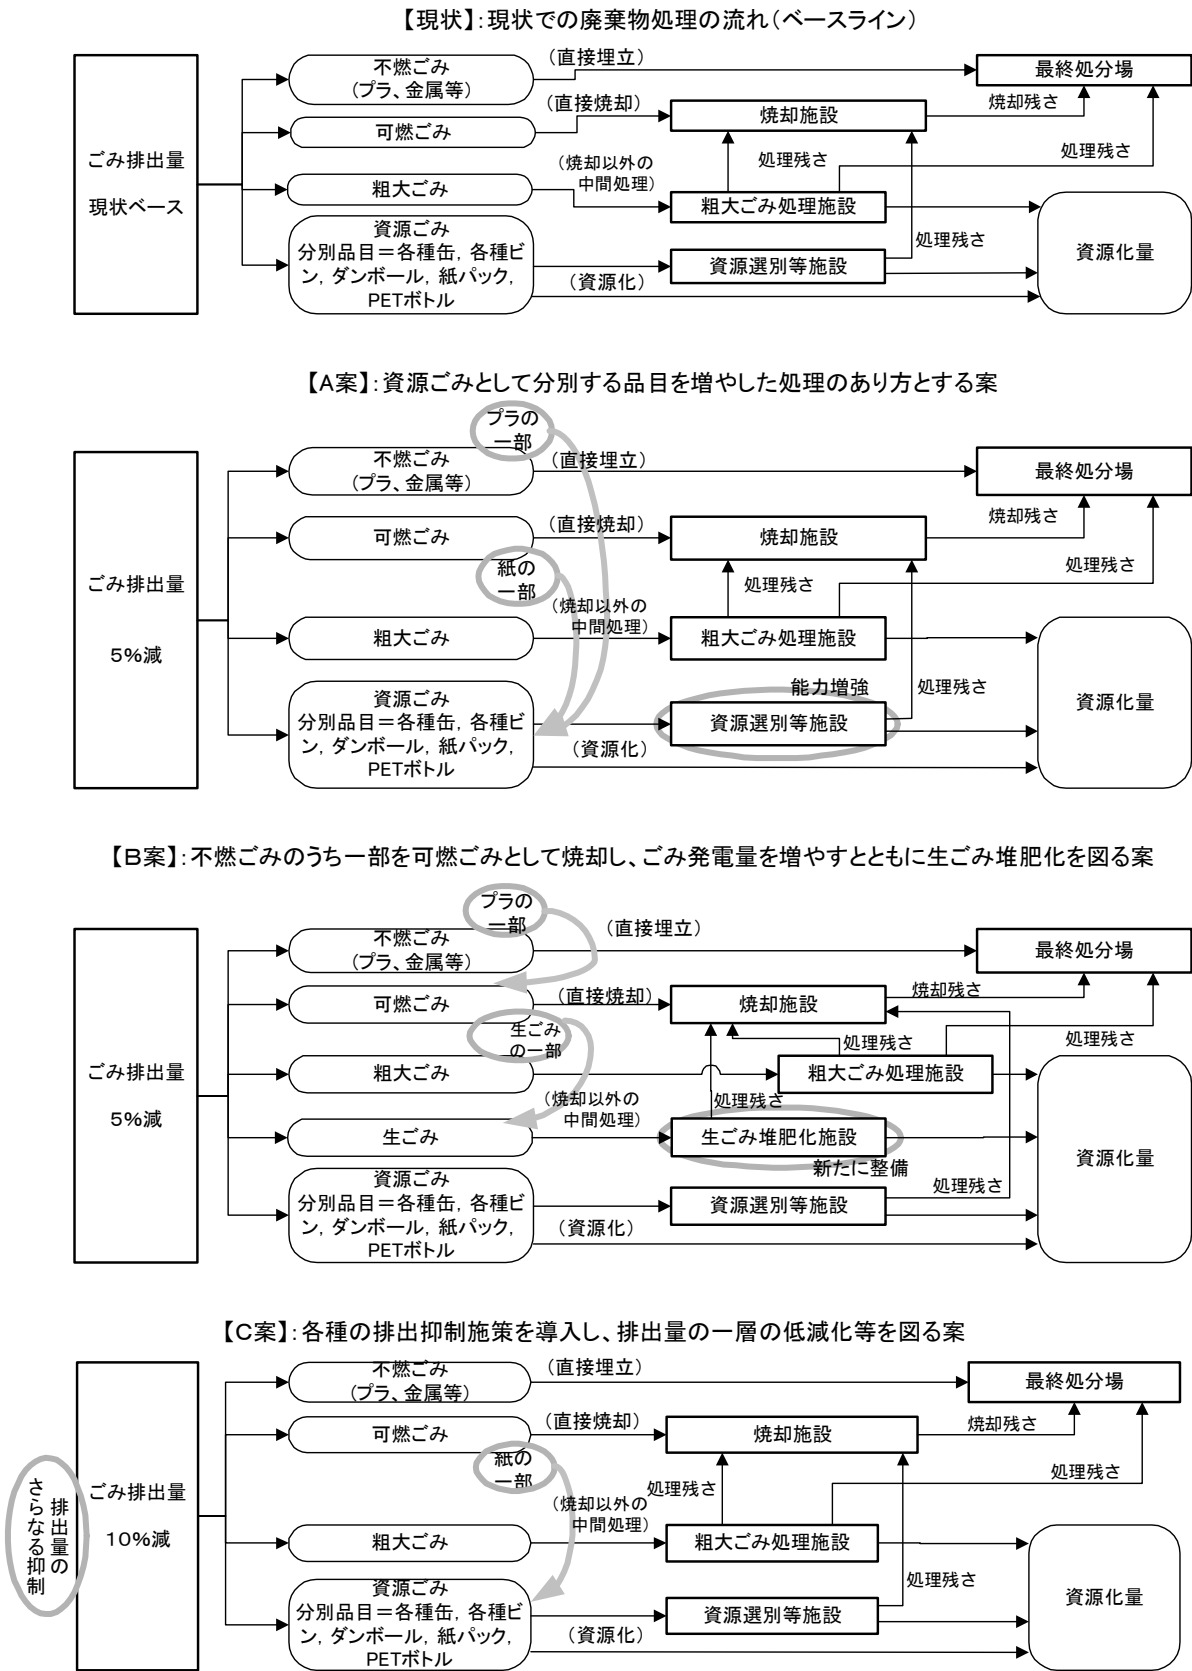 【現状】：現状での廃棄物処理の流れ（ベースライン）
不燃ごみ
（プラ、金属等）
（直接埋立）
最終処分場
（直接焼却）
焼却施設
焼却残さ
可燃ごみ
ごみ排出量
現状ベース
（焼却以外の
中間処理）
処理残さ
処理残さ
粗大ごみ
粗大ごみ処理施設
資源ごみ
分別品目＝各種缶，各種ビ
ン，ダンボール，紙パック，
PETボトル
処理残さ
資源選別等施設
（資源化）
資源化量
【A案】：資源ごみとして分別する品目を増やした処理のあり方とする案
プラの
一部
不燃ごみ
（プラ、金属等）
（直接埋立）
最終処分場
可燃ごみ
（直接焼却）
焼却施設
焼却残さ
紙の
一部
ごみ排出量
5%減
処理残さ
処理残さ
（焼却以外の
中間処理）
粗大ごみ
粗大ごみ処理施設
能力増強
処理残さ
資源ごみ
分別品目＝各種缶，各種ビ
ン，ダンボール，紙パック，
PETボトル
資源選別等施設
（資源化）
資源化量
【B案】：不燃ごみのうち一部を可燃ごみとして焼却し、ごみ発電量を増やすとともに生ごみ堆肥化を図る案
プラの
一部
（直接埋立）
不燃ごみ
（プラ、金属等）
最終処分場
可燃ごみ
（直接焼却）
焼却施設
焼却残さ
生ごみ
の一部
処理残さ
処理残さ
ごみ排出量
5%減
粗大ごみ
粗大ごみ処理施設
（焼却以外の
中間処理）
処理残さ
生ごみ
生ごみ堆肥化施設
新たに整備
処理残さ
資源ごみ
分別品目＝各種缶，各種ビ
ン，ダンボール，紙パック，
PETボトル
資源選別等施設
（資源化）
資源化量
【C案】：各種の排出抑制施策を導入し、排出量の一層の低減化等を図る案
不燃ごみ
（プラ、金属等）
（直接埋立）
最終処分場
可燃ごみ
（直接焼却）
焼却施設
焼却残さ
紙の
一部
排出量の
さらなる抑制
ごみ排出量
10%減
処理残さ
処理残さ
（焼却以外の
中間処理）
粗大ごみ
粗大ごみ処理施設
処理残さ
資源ごみ
分別品目＝各種缶，各種ビ
ン，ダンボール，紙パック，
PETボトル
資源選別等施設
（資源化）
資源化量